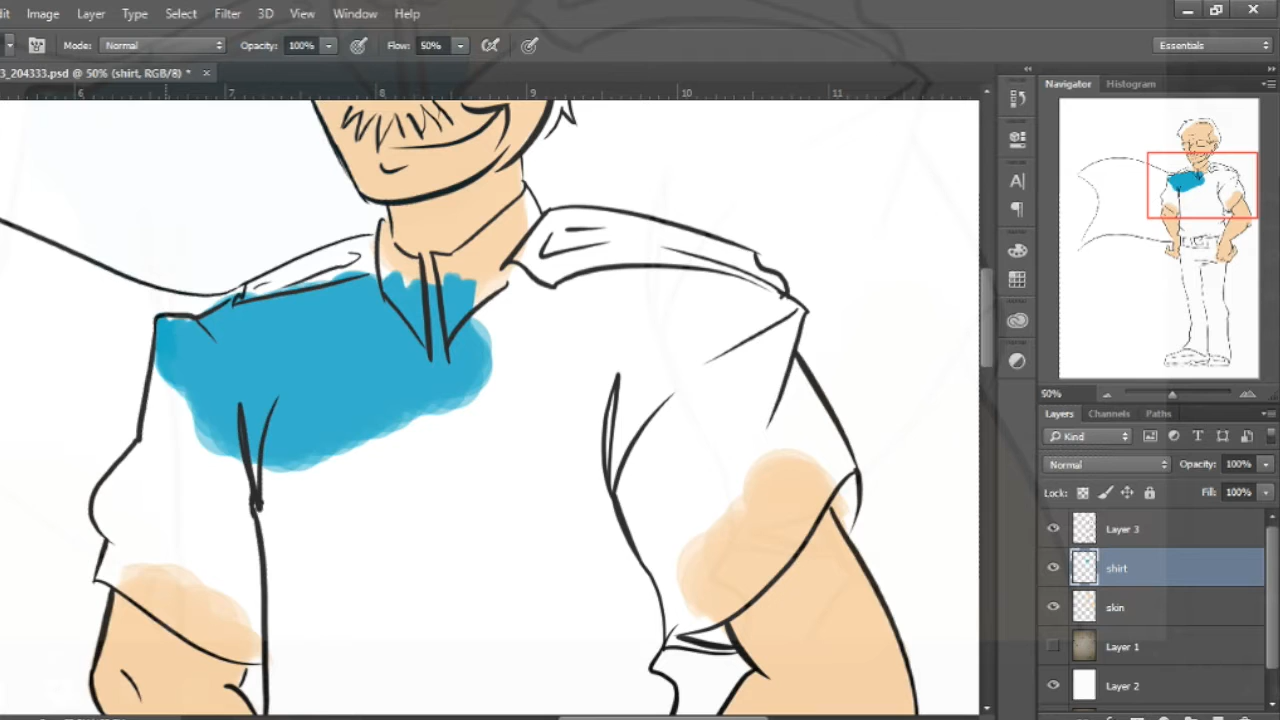 dit Image Layer Type Select Filter 3D View Window Help
Mode: Normal Opacity: 100% Flow: 50% Essentials
3_204333.psd @ 50% (shirt, RGB/8) * ×
6 7 8 9 10 11
Navigator Histogram
A
50%
Layers Channels Paths
Kind T
Normal Opacity: 100%
Lock: Fill: 100%
Layer 3
shirt
skin
Layer 1
Layer 2